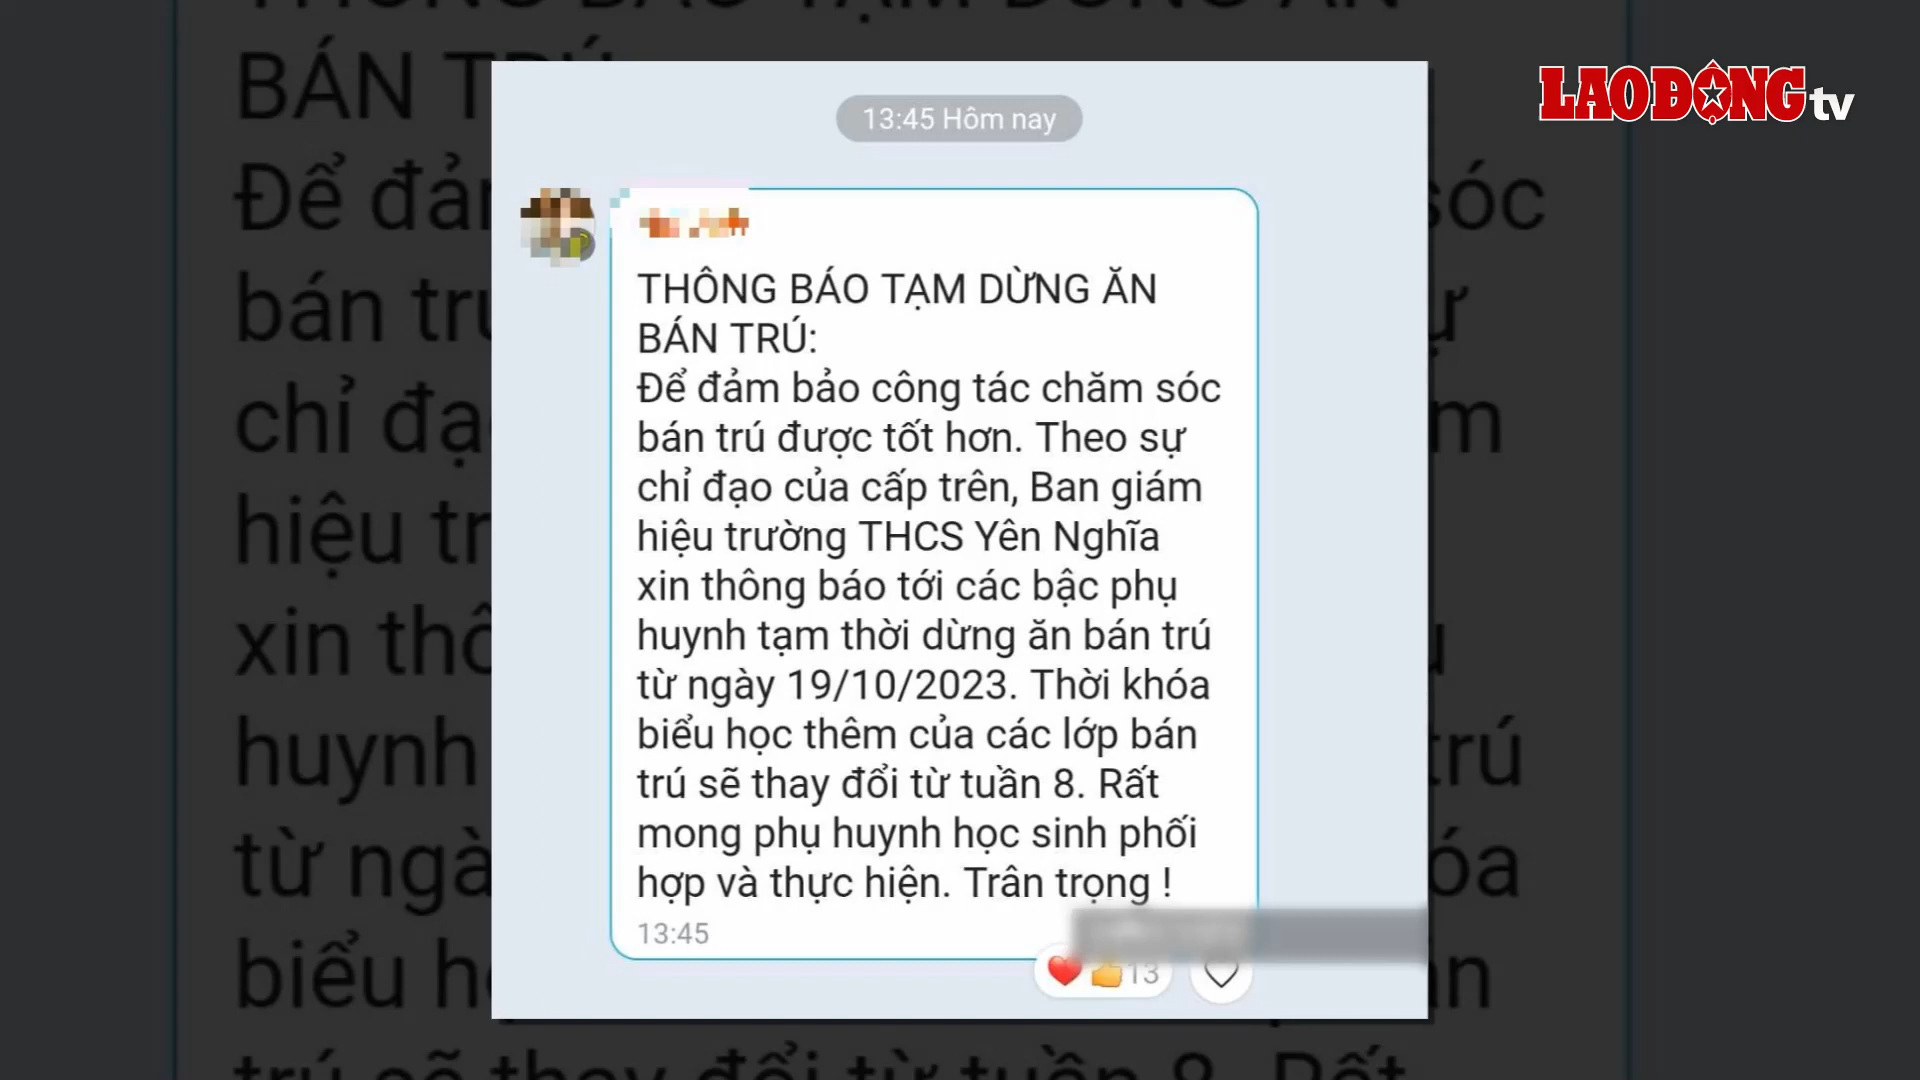 LAO ĐỘNG tv
13:45 Hôm nay
THÔNG BÁO TẠM DỪNG ĂN
BÁN TRÚ:
Để đảm bảo công tác chăm sóc
bán trú được tốt hơn. Theo sự
chỉ đạo của cấp trên, Ban giám
hiệu trường THCS Yên Nghĩa
xin thông báo tới các bậc phụ
huynh tạm thời dừng ăn bán trú
từ ngày 19/10/2023. Thời khóa
biểu học thêm của các lớp bán
trú sẽ thay đổi từ tuần 8. Rất
mong phụ huynh học sinh phối
hợp và thực hiện. Trân trọng !
13:45
13